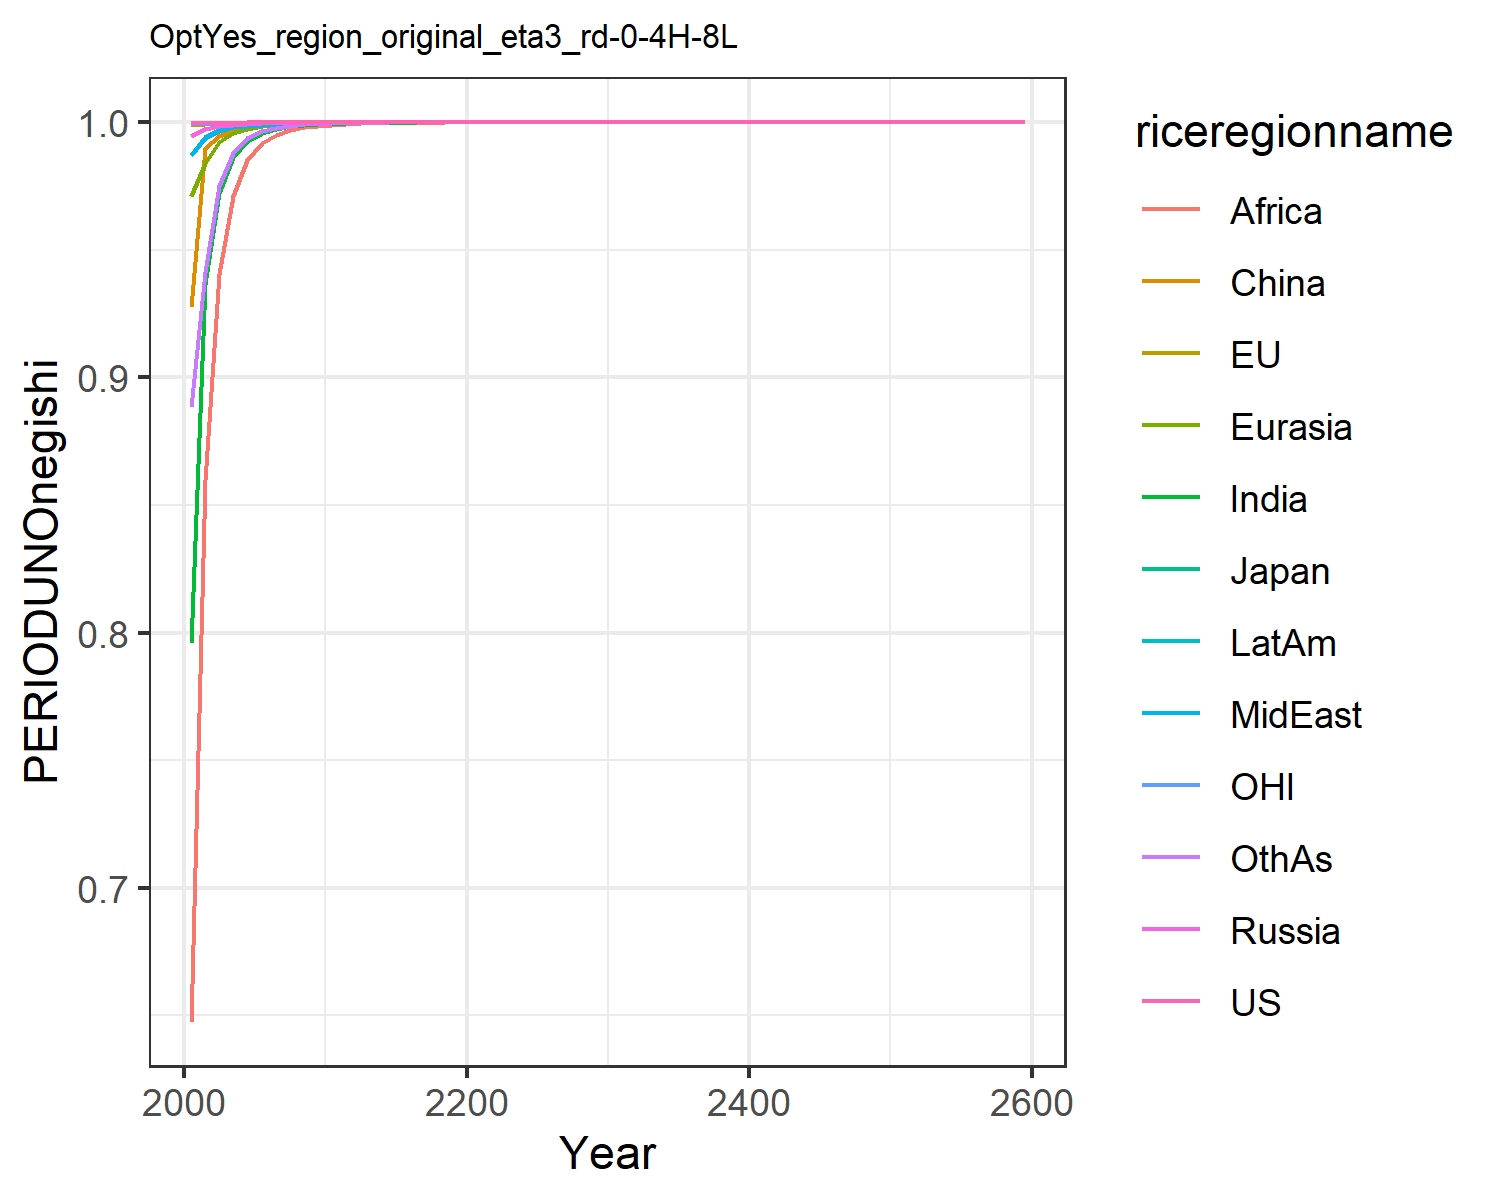 OptYes_region_original_eta3_rd-0-4H-8L
PERIODUNOnegishi
1.0
0.9
0.8
0.7
2000
2200
2400
2600
Year
riceregionname
Africa
China
EU
Eurasia
India
Japan
LatAm
MidEast
OHI
OthAs
Russia
US